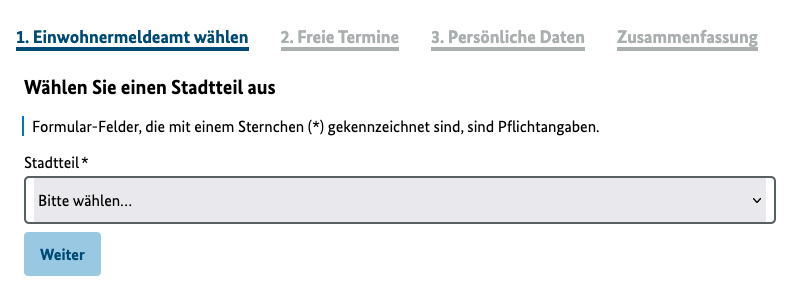 1. Einwohnermeldeamt wählen 2. Freie Termine 3. Persönliche Daten Zusammenfassung
Wählen Sie einen Stadtteil aus
Formular-Felder, die mit einem Sternchen (*) gekennzeichnet sind, sind Pflichtangaben.
Stadtteil*
Bitte wählen...
Weiter